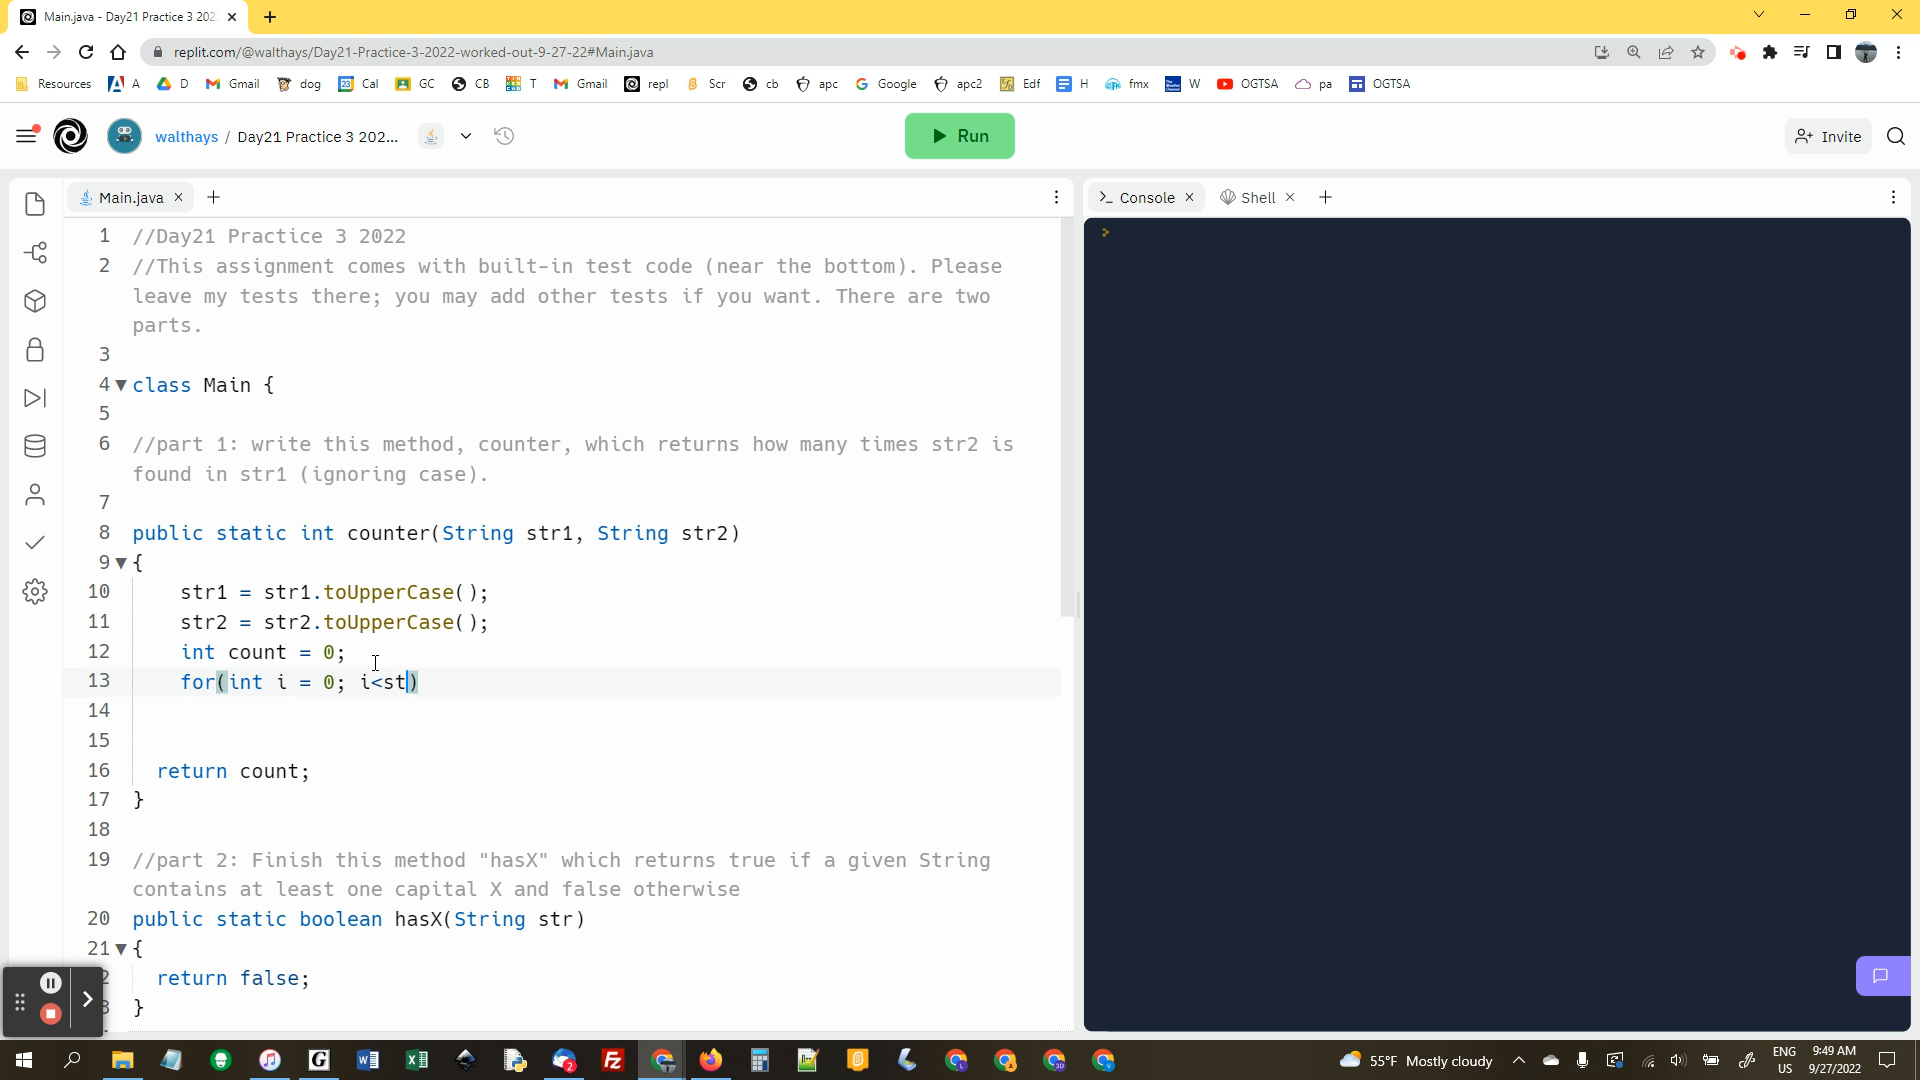 Main.java - Day21 Practice 3 202
replit.com/@walthays/Day21-Practice-3-2022-worked-out-9-27-22#Main.java
Resources A D Gmail dog Cal GC CB T Gmail repl Scr cb apc Google apc2 Edf H fmx W OGTSA pa OGTSA
walthays / Day21 Practice 3 202... Run Invite
Main.java
Console Shell
1 //Day21 Practice 3 2022
2 //This assignment comes with built-in test code (near the bottom). Please
leave my tests there; you may add other tests if you want. There are two
parts.
3
4 class Main {
5
6 //part 1: write this method, counter, which returns how many times str2 is
found in str1 (ignoring case).
7
8 public static int counter(String str1, String str2)
9 {
10 str1 = str1.toUpperCase();
11 str2 = str2.toUpperCase();
12 int count = 0;
13 for(int i = 0; i<st)
14
15
16 return count;
17 }
18
19 //part 2: Finish this method "hasX" which returns true if a given String
contains at least one capital X and false otherwise
20 public static boolean hasX(String str)
21 {
2 return false;
3 }
55°F Mostly cloudy
ENG
US
9:49 AM
9/27/2022